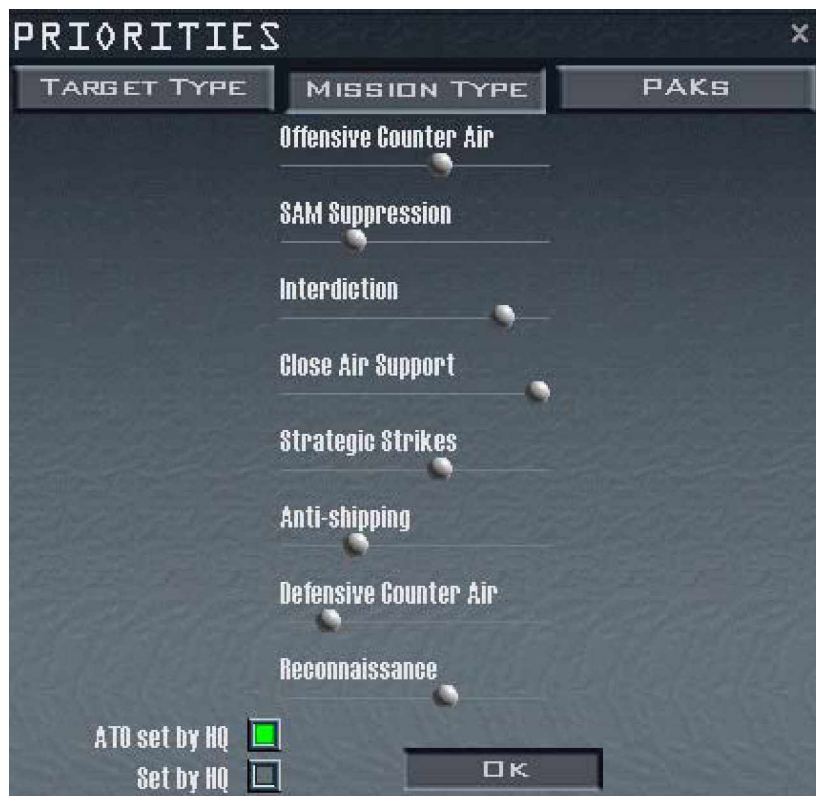 PRIORITIES ×
TARGET TYPE MISSION TYPE PAKS
Offensive Counter Air
SAM Suppression
Interdiction
Close Air Support
Strategic Strikes
Anti-shipping
Defensive Counter Air
Reconnaissance
ATO set by HQ
Set by HQ
OK